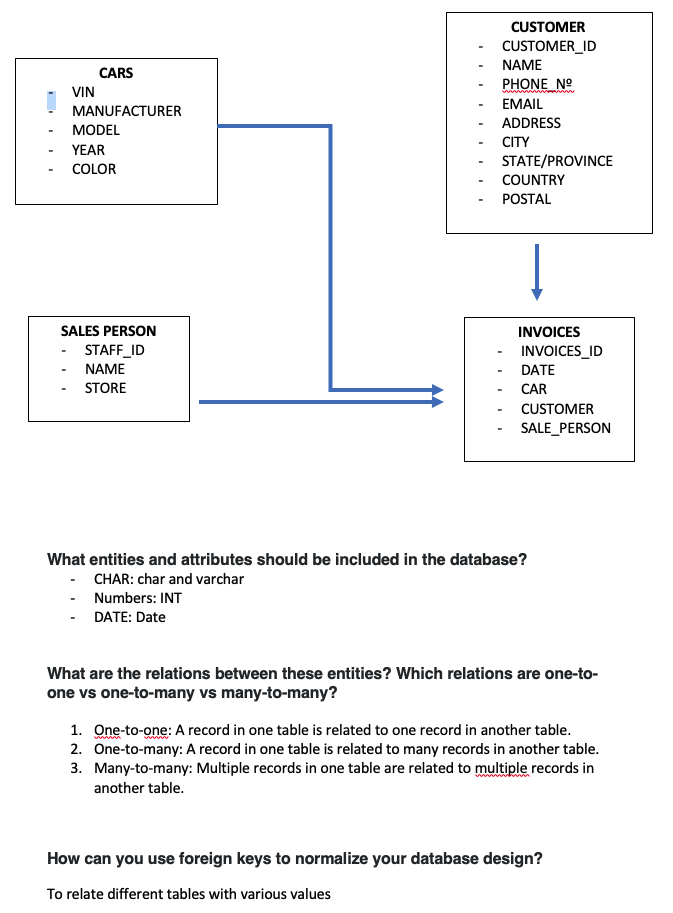 CARS
- VIN
- MANUFACTURER
- MODEL
- YEAR
- COLOR
CUSTOMER
- CUSTOMER_ID
- NAME
- PHONE_Nº
- EMAIL
- ADDRESS
- CITY
- STATE/PROVINCE
- COUNTRY
- POSTAL
SALES PERSON
- STAFF_ID
- NAME
- STORE
INVOICES
- INVOICES_ID
- DATE
- CAR
- CUSTOMER
- SALE_PERSON
What entities and attributes should be included in the database?
- CHAR: char and varchar
- Numbers: INT
- DATE: Date
What are the relations between these entities? Which relations are one-to-
one vs one-to-many vs many-to-many?
1. One-to-one: A record in one table is related to one record in another table.
2. One-to-many: A record in one table is related to many records in another table.
3. Many-to-many: Multiple records in one table are related to multiple records in
another table.
How can you use foreign keys to normalize your database design?
To relate different tables with various values